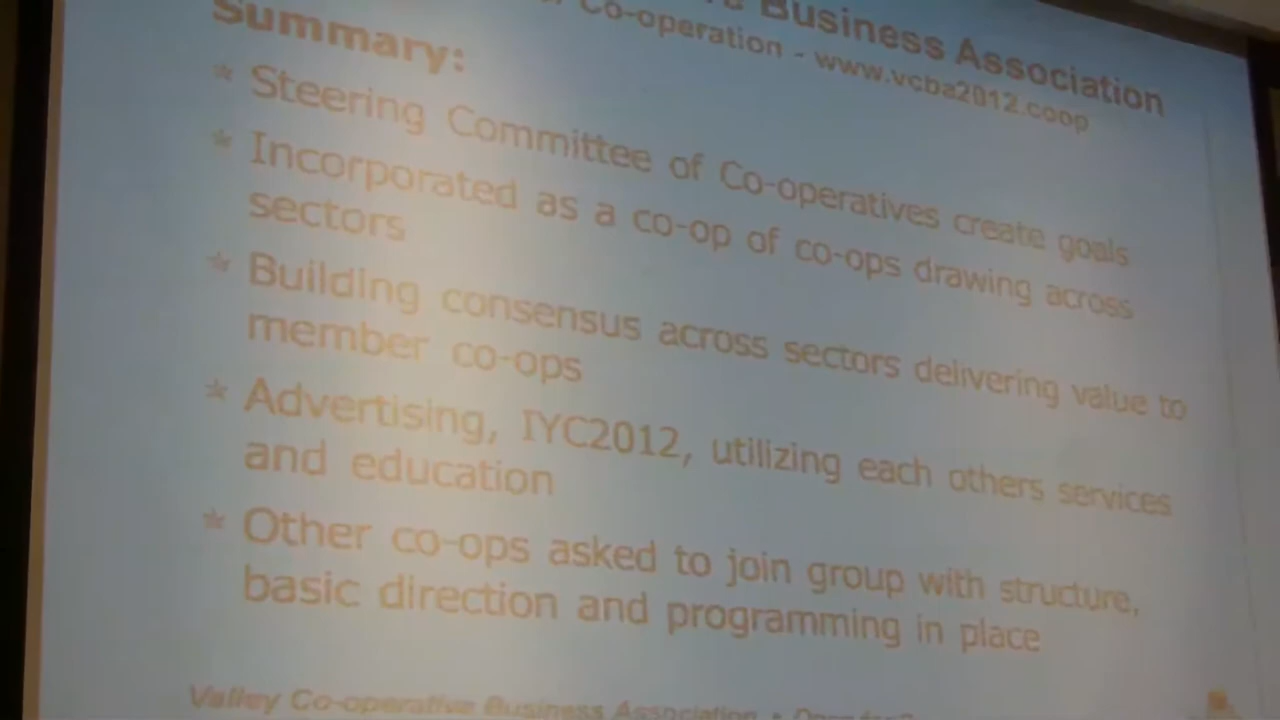 Business Association
Co-operation - www.vcba2012.coop
Summary:
* Steering Committee of Co-operatives create goals
* Incorporated as a co-op of co-ops drawing across
sectors
* Building consensus across sectors delivering value to
member co-ops
* Advertising, IYC2012, utilizing each others services
and education
* Other co-ops asked to join group with structure,
basic direction and programming in place
Valley Co-operative Business Association •